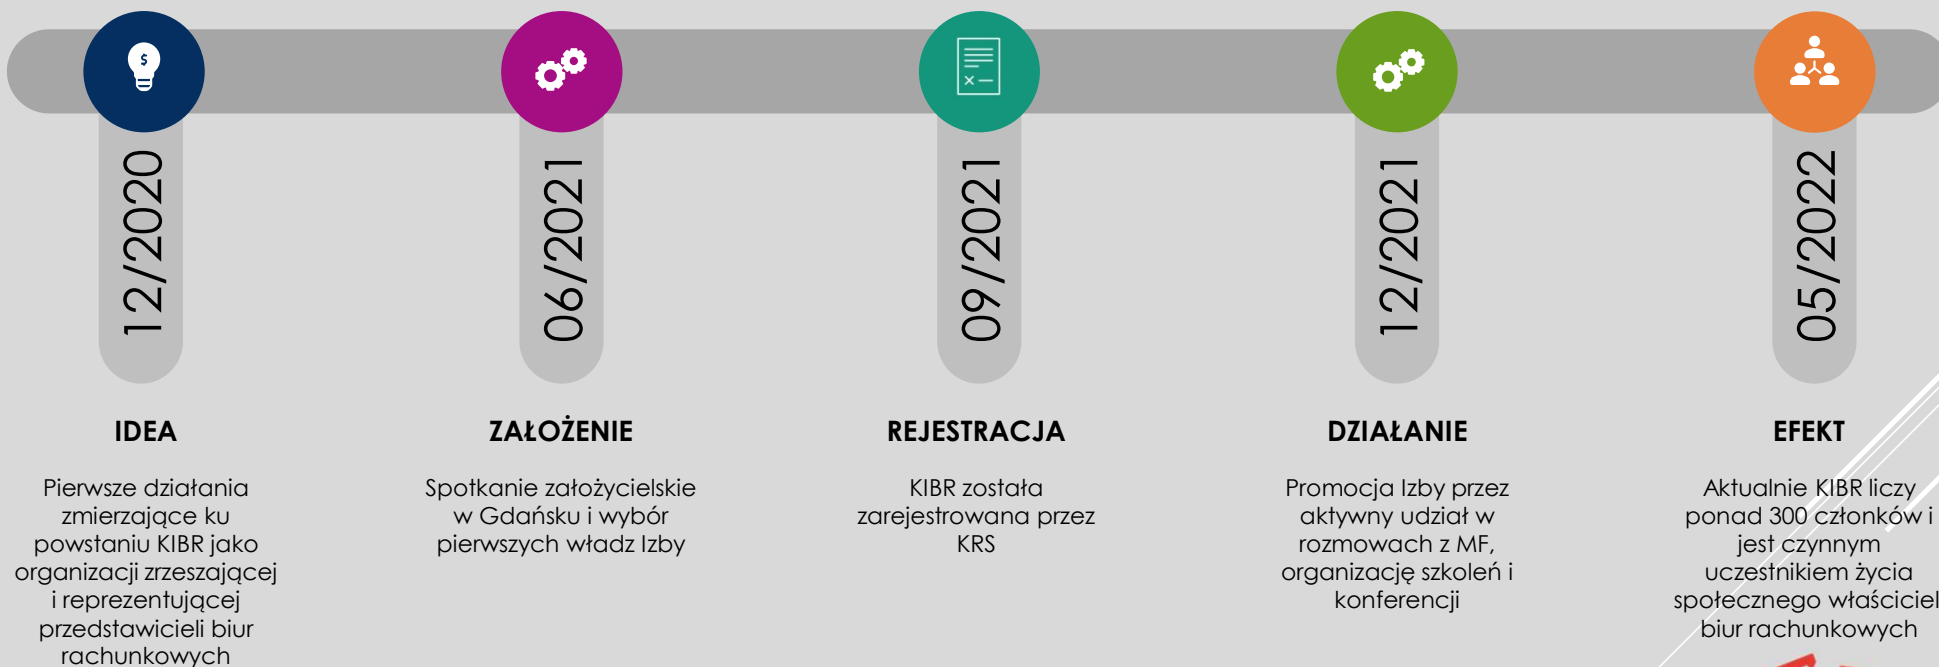 12/2020
06/2021
09/2021
12/2021
05/2022
IDEA
Pierwsze działania
zmierzające ku
powstaniu KIBR jako
organizacji zrzeszającej
i reprezentującej
przedstawicieli biur
rachunkowych
ZAŁOŻENIE
Spotkanie założycielskie
w Gdańsku i wybór
pierwszych władz Izby
REJESTRACJA
KIBR została
zarejestrowana przez
KRS
DZIAŁANIE
Promocja Izby przez
aktywny udział w
rozmowach z MF,
organizację szkoleń i
konferencji
EFEKT
Aktualnie KIBR liczy
ponad 300 członków i
jest czynnym
uczestnikiem życia
społecznego właściciel
biur rachunkowych